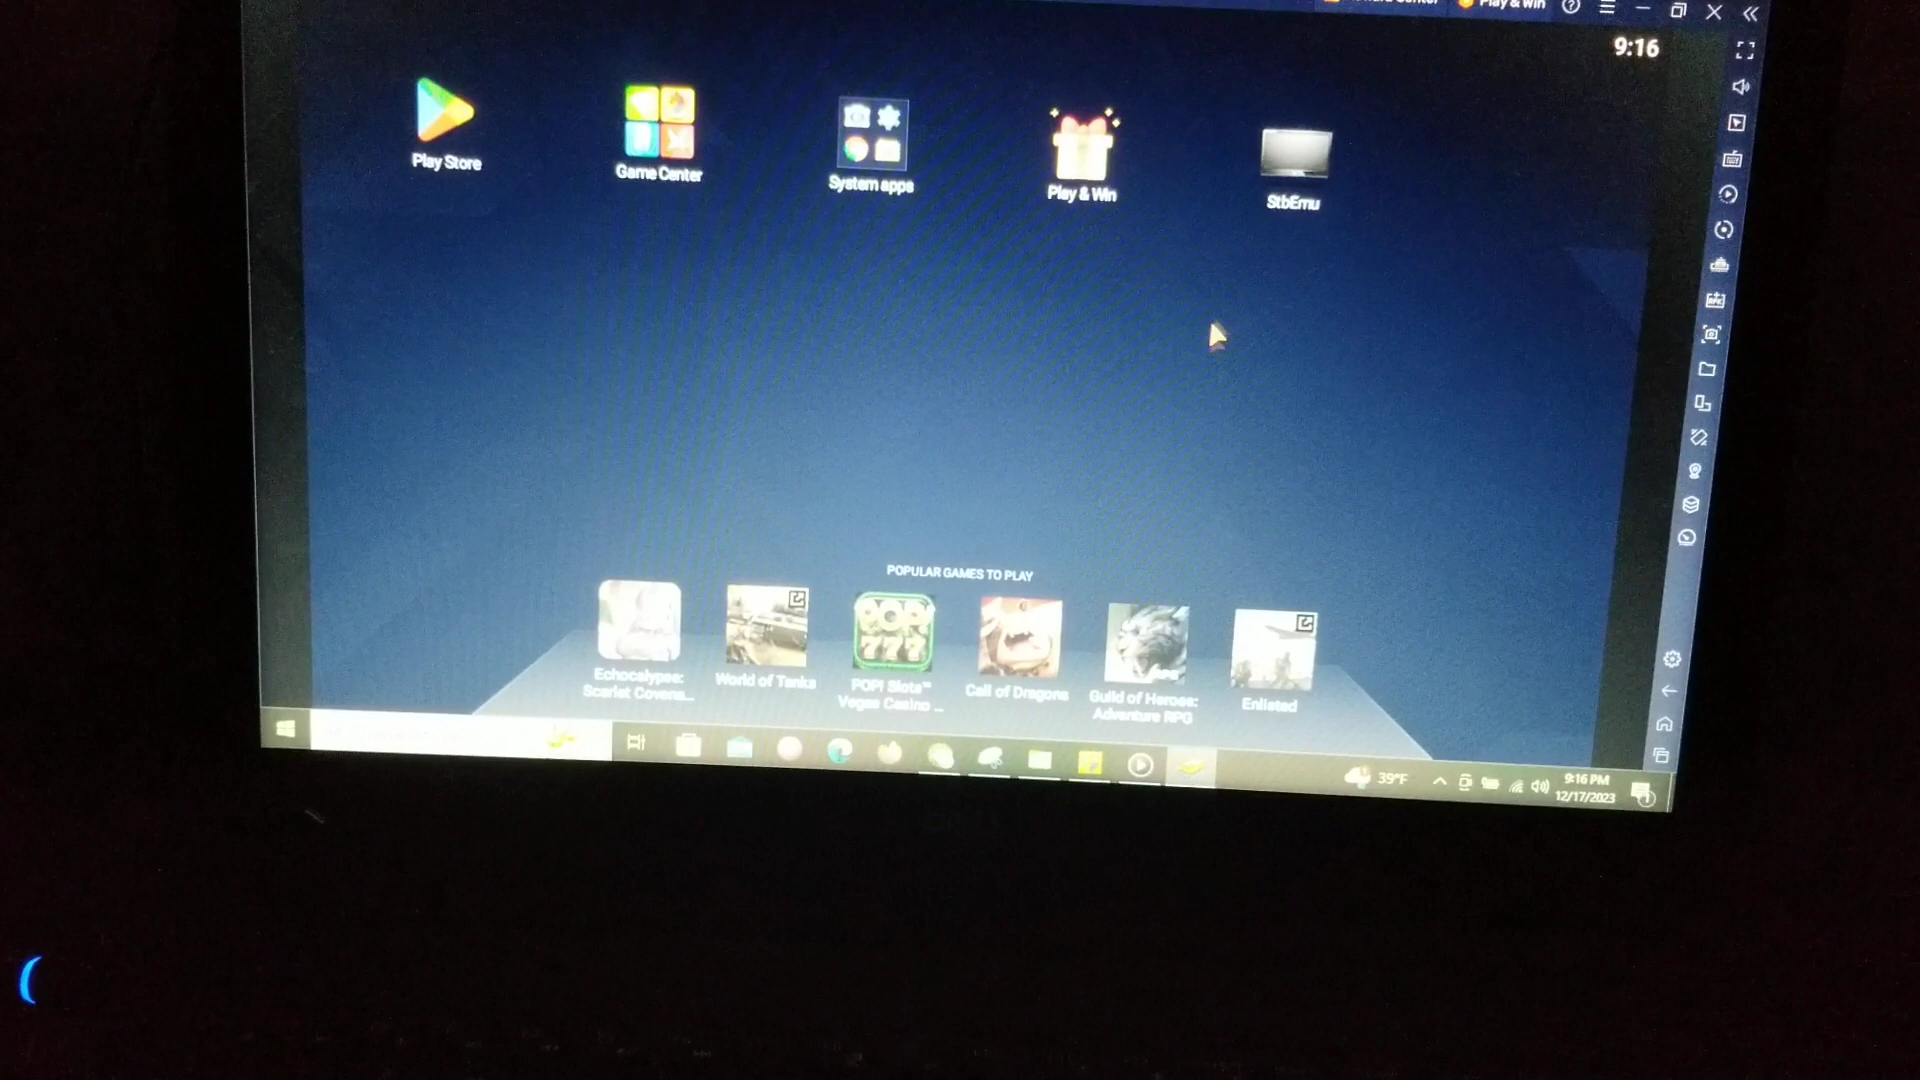 Play & win
9:16
Play Store
Game Center
System apps
Play & Win
StbEmu
POPULAR GAMES TO PLAY
Echocalypse:
Scarlet Covena...
World of Tanks
POP! Slots™
Vegas Casino ...
Call of Dragons
Guild of Heroes:
Adventure RPG
Enlisted
39°F
9:16 PM
12/17/2023